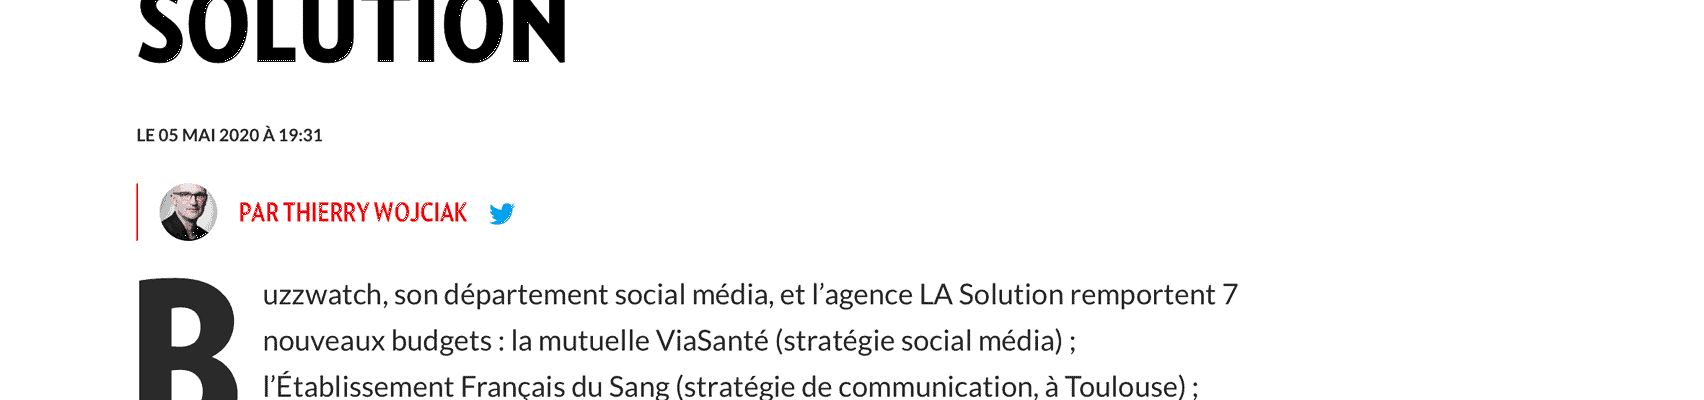 SOLUTION
LE 05 MAI 2020 À 19:31
PAR THIERRY WOJCIAK
Buzzwatch, son département social média, et l’agence LA Solution remportent 7
nouveaux budgets : la mutuelle ViaSanté (stratégie social média) ;
l’Établissement Français du Sang (stratégie de communication, à Toulouse) ;